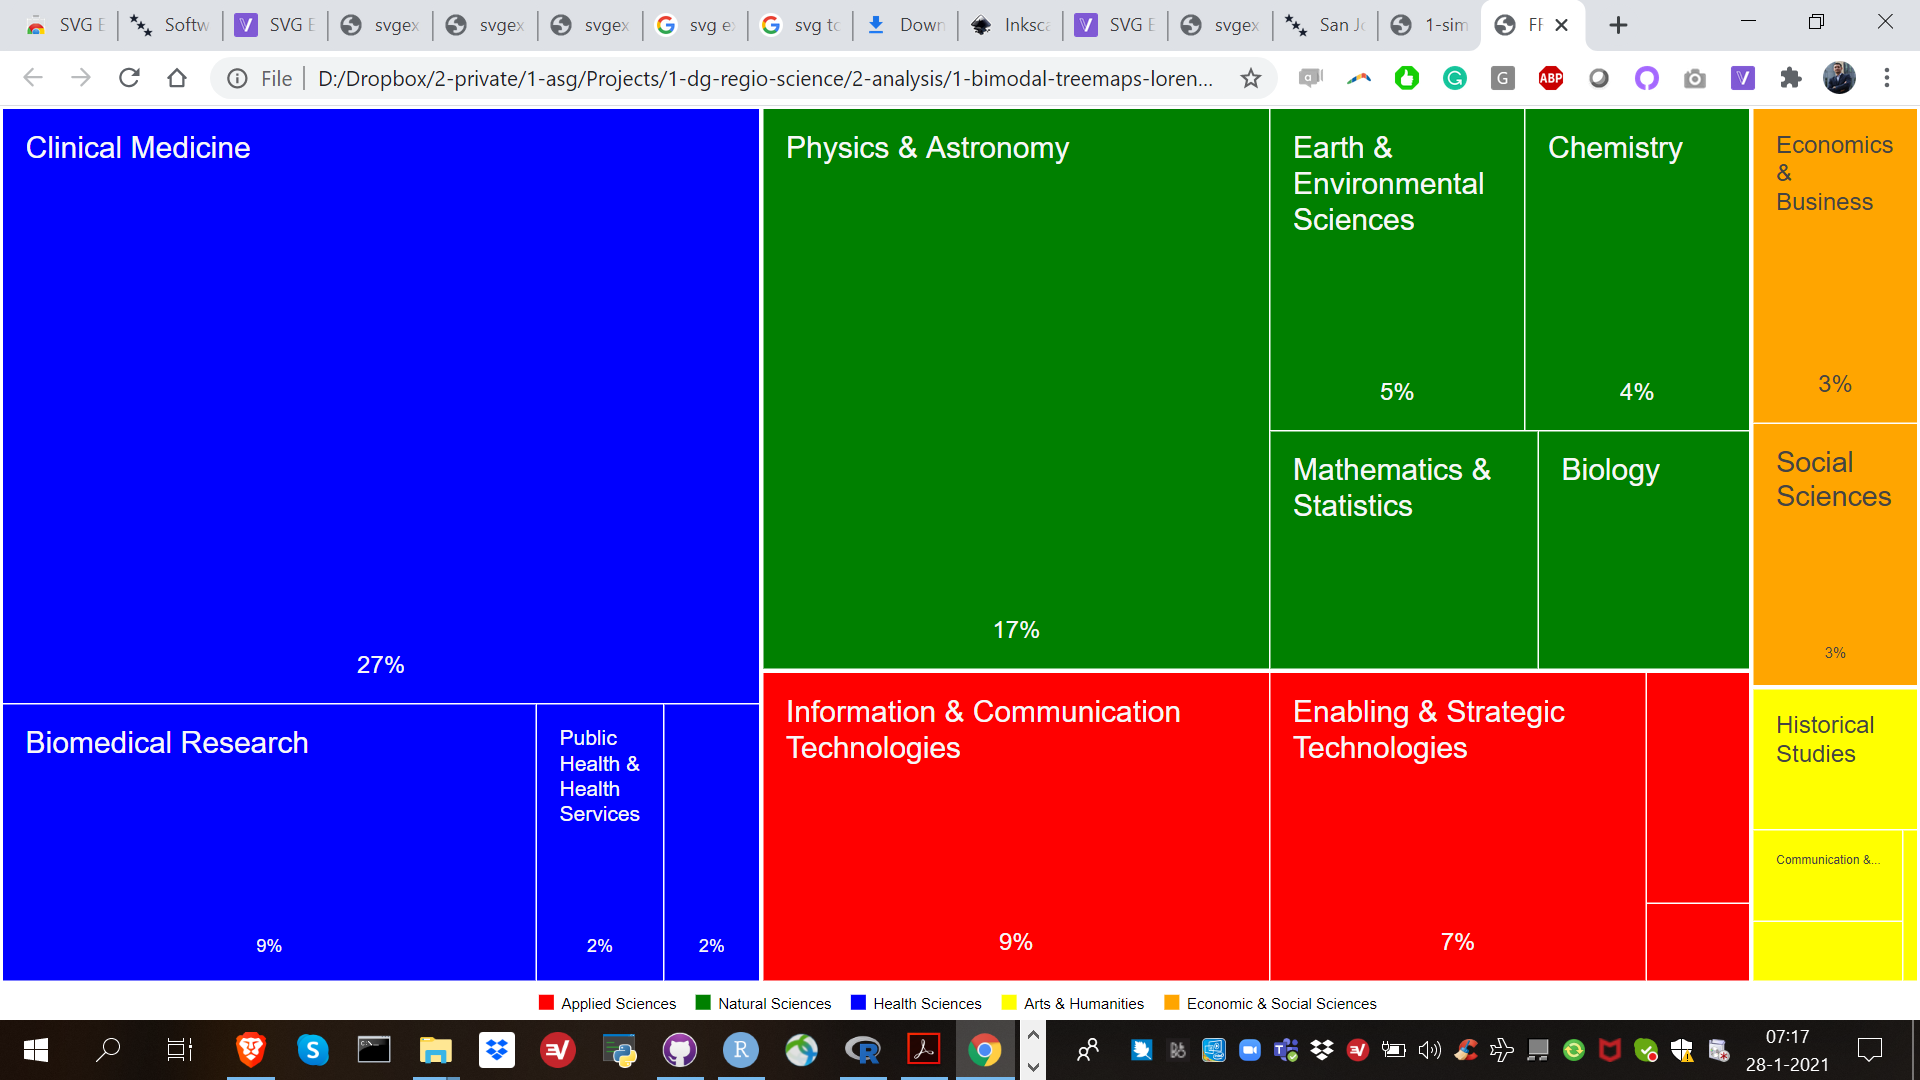 SVG E
Softw
SVG E
svgex
svgex
svgex
svg ex
svg to
Down
Inksca
SVG E
svgex
San Jo
1-sim
FF
File
D:/Dropbox/2-private/1-asg/Projects/1-dg-regio-science/2-analysis/1-bimodal-treemaps-loren...
Clinical Medicine
27%
Biomedical Research
9%
Public
Health &
Health
Services
2%
2%
Physics & Astronomy
17%
Earth &
Environmental
Sciences
5%
Chemistry
4%
Mathematics &
Statistics
Biology
Information & Communication
Technologies
9%
Enabling & Strategic
Technologies
7%
Economics
&
Business
3%
Social
Sciences
3%
Historical
Studies
Communication &...
Applied Sciences
Natural Sciences
Health Sciences
Arts & Humanities
Economic & Social Sciences
07:17
28-1-2021